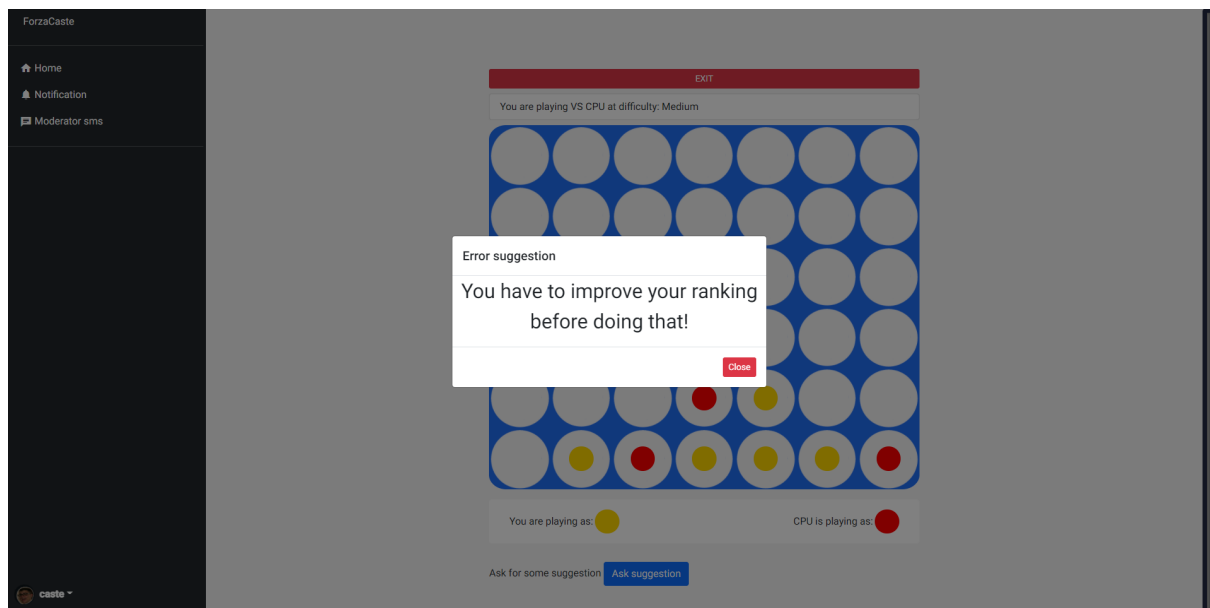 ForzaCaste
Home
Notification
Moderator sms
EXIT
You are playing VS CPU at difficulty: Medium
Error suggestion
You have to improve your ranking
before doing that!
Close
You are playing as:
CPU is playing as:
Ask for some suggestion Ask suggestion
caste